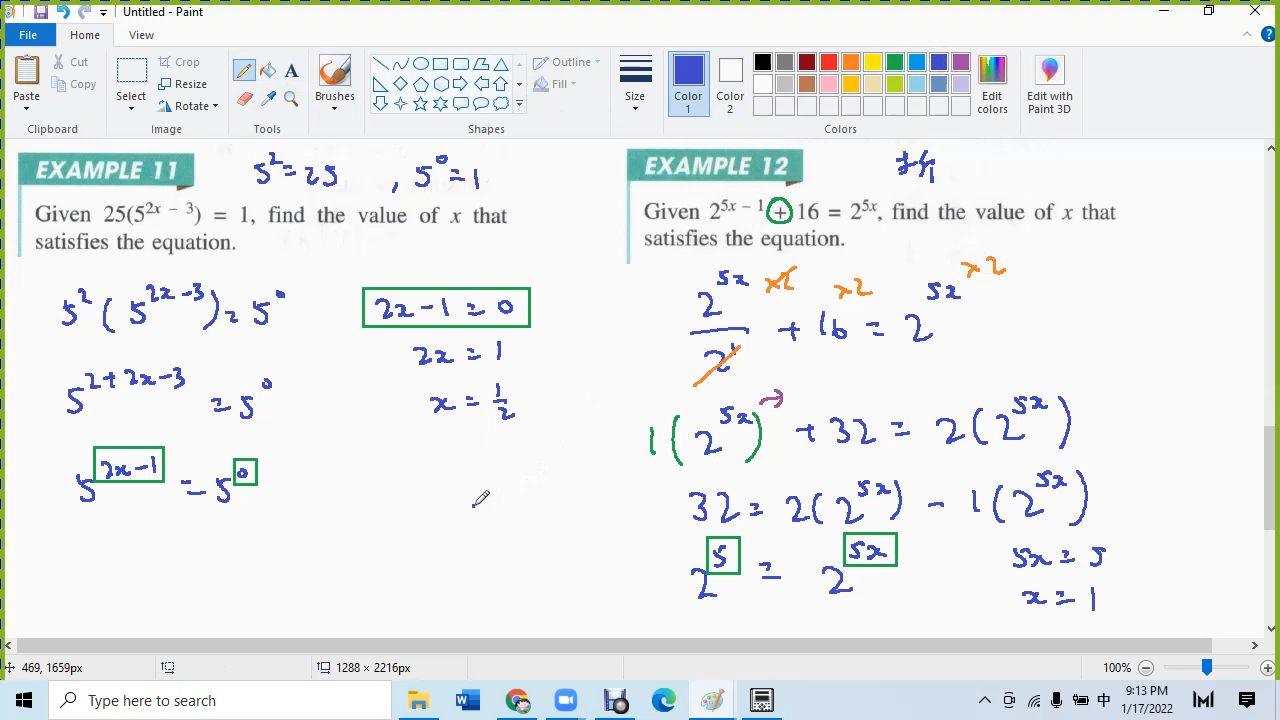 Untitled - Paint
File Home View
Paste
Cut
Copy
Clipboard
Select
Crop
Resize
Rotate
Image
A
Tools
Brushes
Outline
Fill
Shapes
Size
Color 1
Color 2
Colors
Edit colors
Edit with Paint 3D
EXAMPLE 11
5² = 25 , 5⁰ = 1
Given 25(5^{2x – 3}) = 1, find the value of x that
satisfies the equation.
5² ( 5^{2x-3} ) = 5⁰
5^{2+2x-3} = 5⁰
5^{2x-1} = 5⁰
2x - 1 = 0
2x = 1
x = 1/2
EXAMPLE 12
Given 2^{5x – 1} + 16 = 2^{5x}, find the value of x that
satisfies the equation.
2^{5x} ×2 / 2¹ + 16 ×2 = 2^{5x} ×2
1 ( 2^{5x} ) + 32 = 2 ( 2^{5x} )
32 = 2 ( 2^{5x} ) - 1 ( 2^{5x} )
2^5 = 2^{5x}
5x = 5
x = 1
469, 1659px
1288 × 2216px
100%
Type here to search
W
中
9:13 PM
1/17/2022